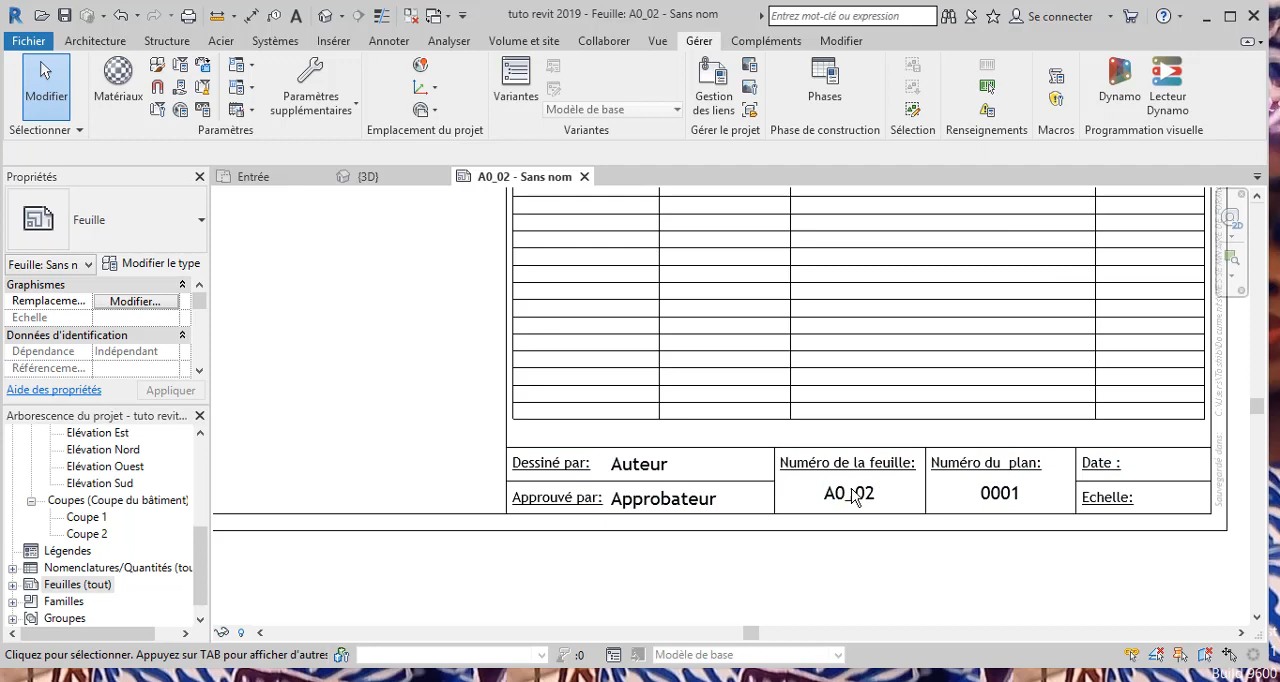 tuto revit 2019 - Feuille: A0_02 - Sans nom
Entrez mot-clé ou expression
Se connecter
Fichier Architecture Structure Acier Systèmes Insérer Annoter Analyser Volume et site Collaborer Vue Gérer Compléments Modifier
Modifier
Matériaux
Paramètres
supplémentaires
Variantes
Modèle de base
Gestion
des liens
Phases
Dynamo
Lecteur
Dynamo
Sélectionner Paramètres Emplacement du projet Variantes Gérer le projet Phase de construction Sélection Renseignements Macros Programmation visuelle
Propriétés
Entrée
{3D}
A0_02 - Sans nom
Feuille
Feuille: Sans n
Modifier le type
Graphismes
Remplaceme... Modifier...
Echelle
Données d'identification
Dépendance Indépendant
Référenceme...
Aide des propriétés
Appliquer
Arborescence du projet - tuto revit...
Elévation Est
Elévation Nord
Elévation Ouest
Elévation Sud
Coupes (Coupe du bâtiment)
Coupe 1
Coupe 2
Légendes
Nomenclatures/Quantités (tou
Feuilles (tout)
Familles
Groupes
2D
Dessiné par: Auteur
Approuvé par: Approbateur
Numéro de la feuille:
A0_02
Numéro du plan:
0001
Date :
Echelle:
Sauvegardé dans:
Cliquez pour sélectionner. Appuyez sur TAB pour afficher d'autres
:0
Modèle de base
Build 9600